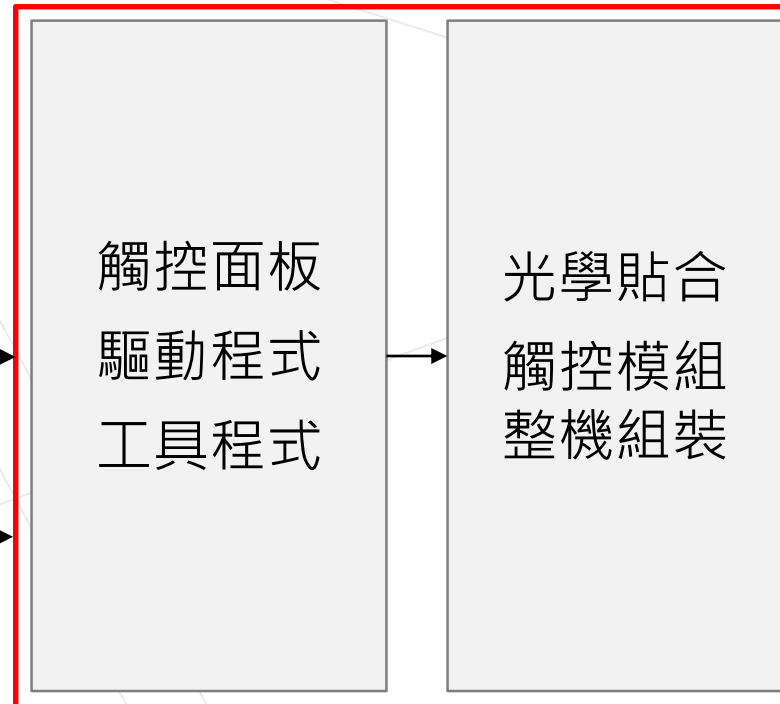 觸控面板
驅動程式
工具程式
光學貼合
觸控模組
整機組裝